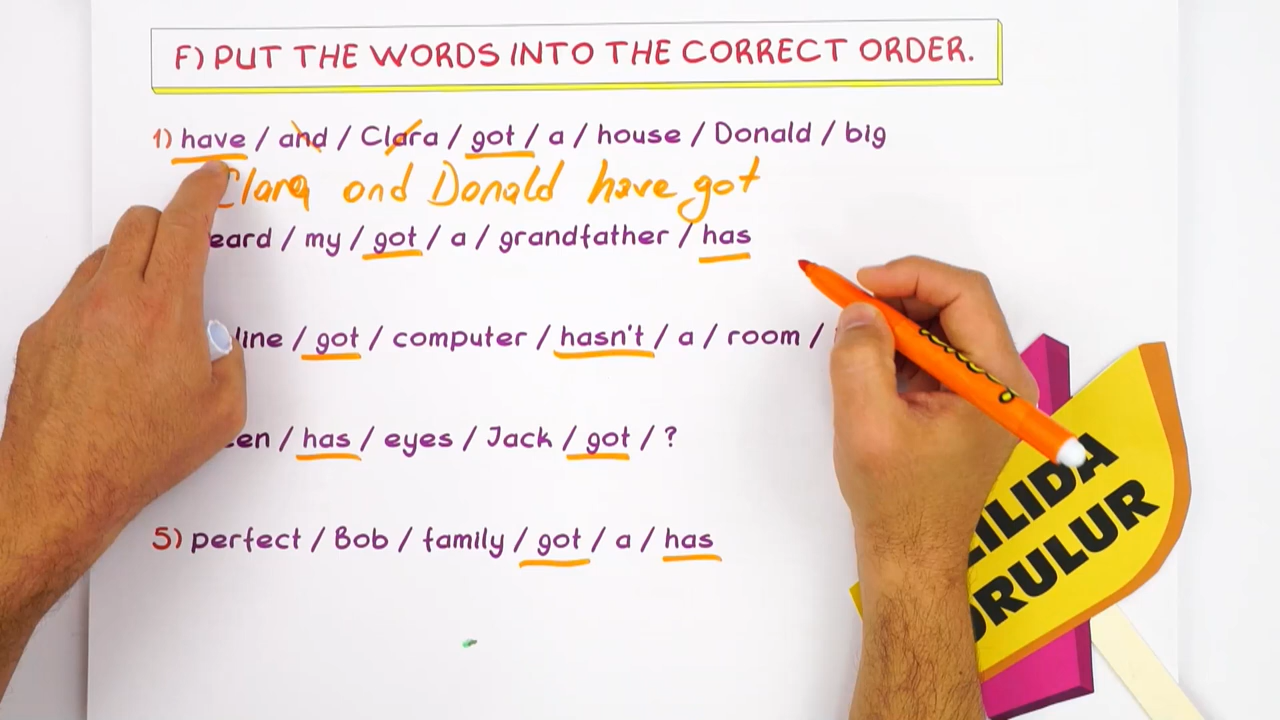 F) PUT THE WORDS INTO THE CORRECT ORDER.
1) have / and / Clara / got / a / house / Donald / big
Clara and Donald have got
eard / my / got / a / grandfather / has
line / got / computer / hasn't / a / room /
en / has / eyes / Jack / got / ?
5) perfect / Bob / family / got / a / has
ILIDA
ORULUR